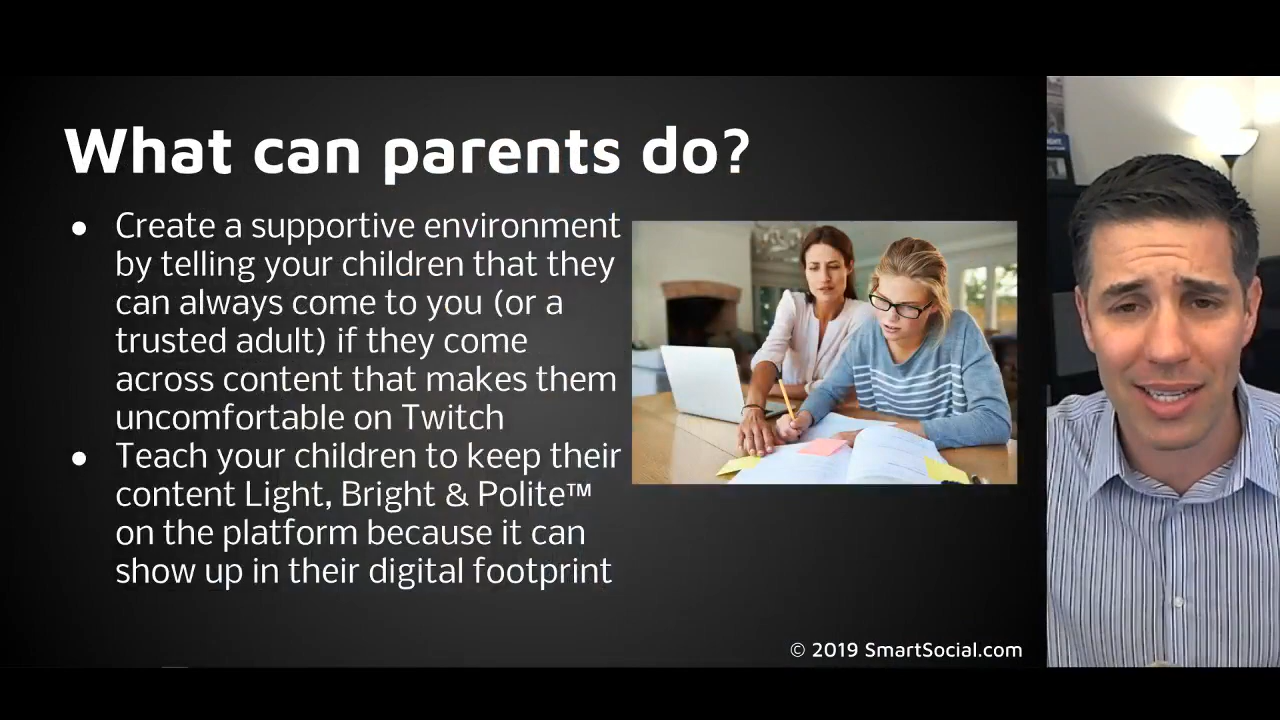 What can parents do?
● Create a supportive environment
by telling your children that they
can always come to you (or a
trusted adult) if they come
across content that makes them
uncomfortable on Twitch
● Teach your children to keep their
content Light, Bright & Polite™
on the platform because it can
show up in their digital footprint
© 2019 SmartSocial.com